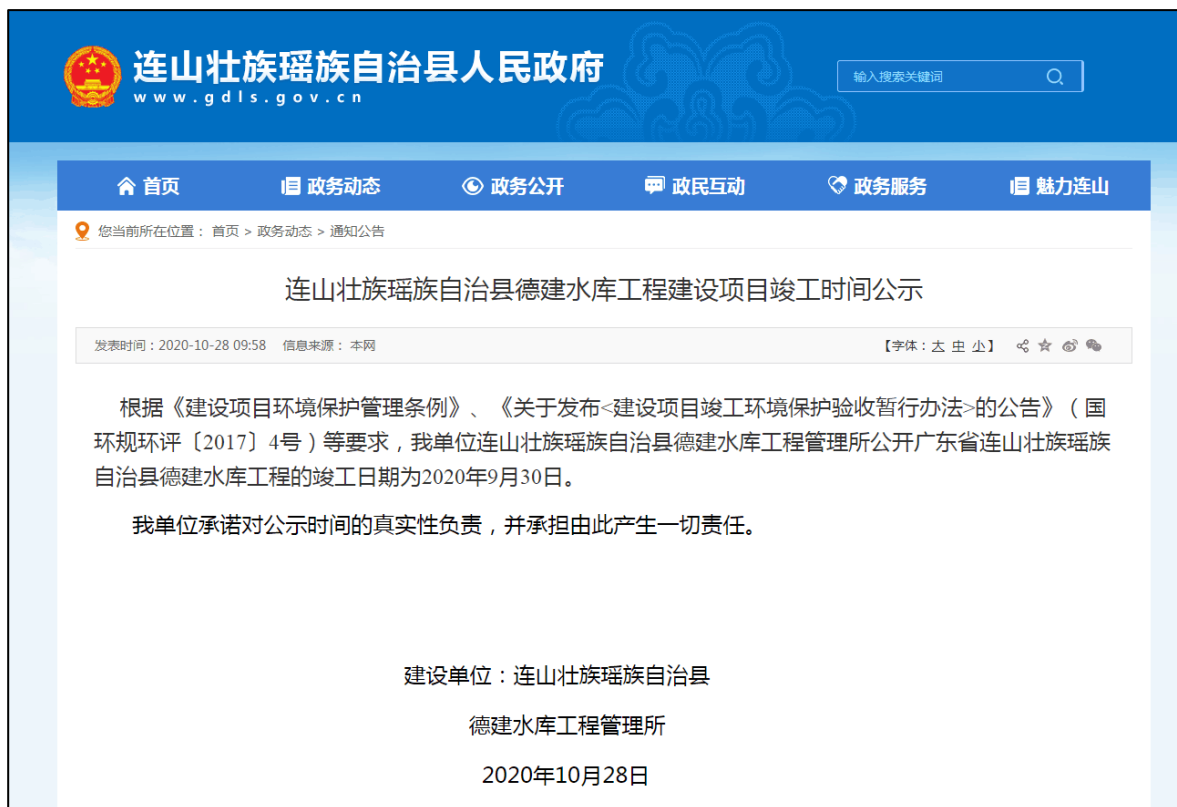 连山壮族瑶族自治县人民政府
www.gdls.gov.cn
输入搜索关键词
首页 政务动态 政务公开 政民互动 政务服务 魅力连山
您当前所在位置： 首页 > 政务动态 > 通知公告
连山壮族瑶族自治县德建水库工程建设项目竣工时间公示
发表时间：2020-10-28 09:58 信息来源： 本网 【字体：大 中 小】
根据《建设项目环境保护管理条例》、《关于发布<建设项目竣工环境保护验收暂行办法>的公告》（国
环规环评〔2017〕4号）等要求，我单位连山壮族瑶族自治县德建水库工程管理所公开广东省连山壮族瑶族
自治县德建水库工程的竣工日期为2020年9月30日。
我单位承诺对公示时间的真实性负责，并承担由此产生一切责任。
建设单位：连山壮族瑶族自治县
德建水库工程管理所
2020年10月28日